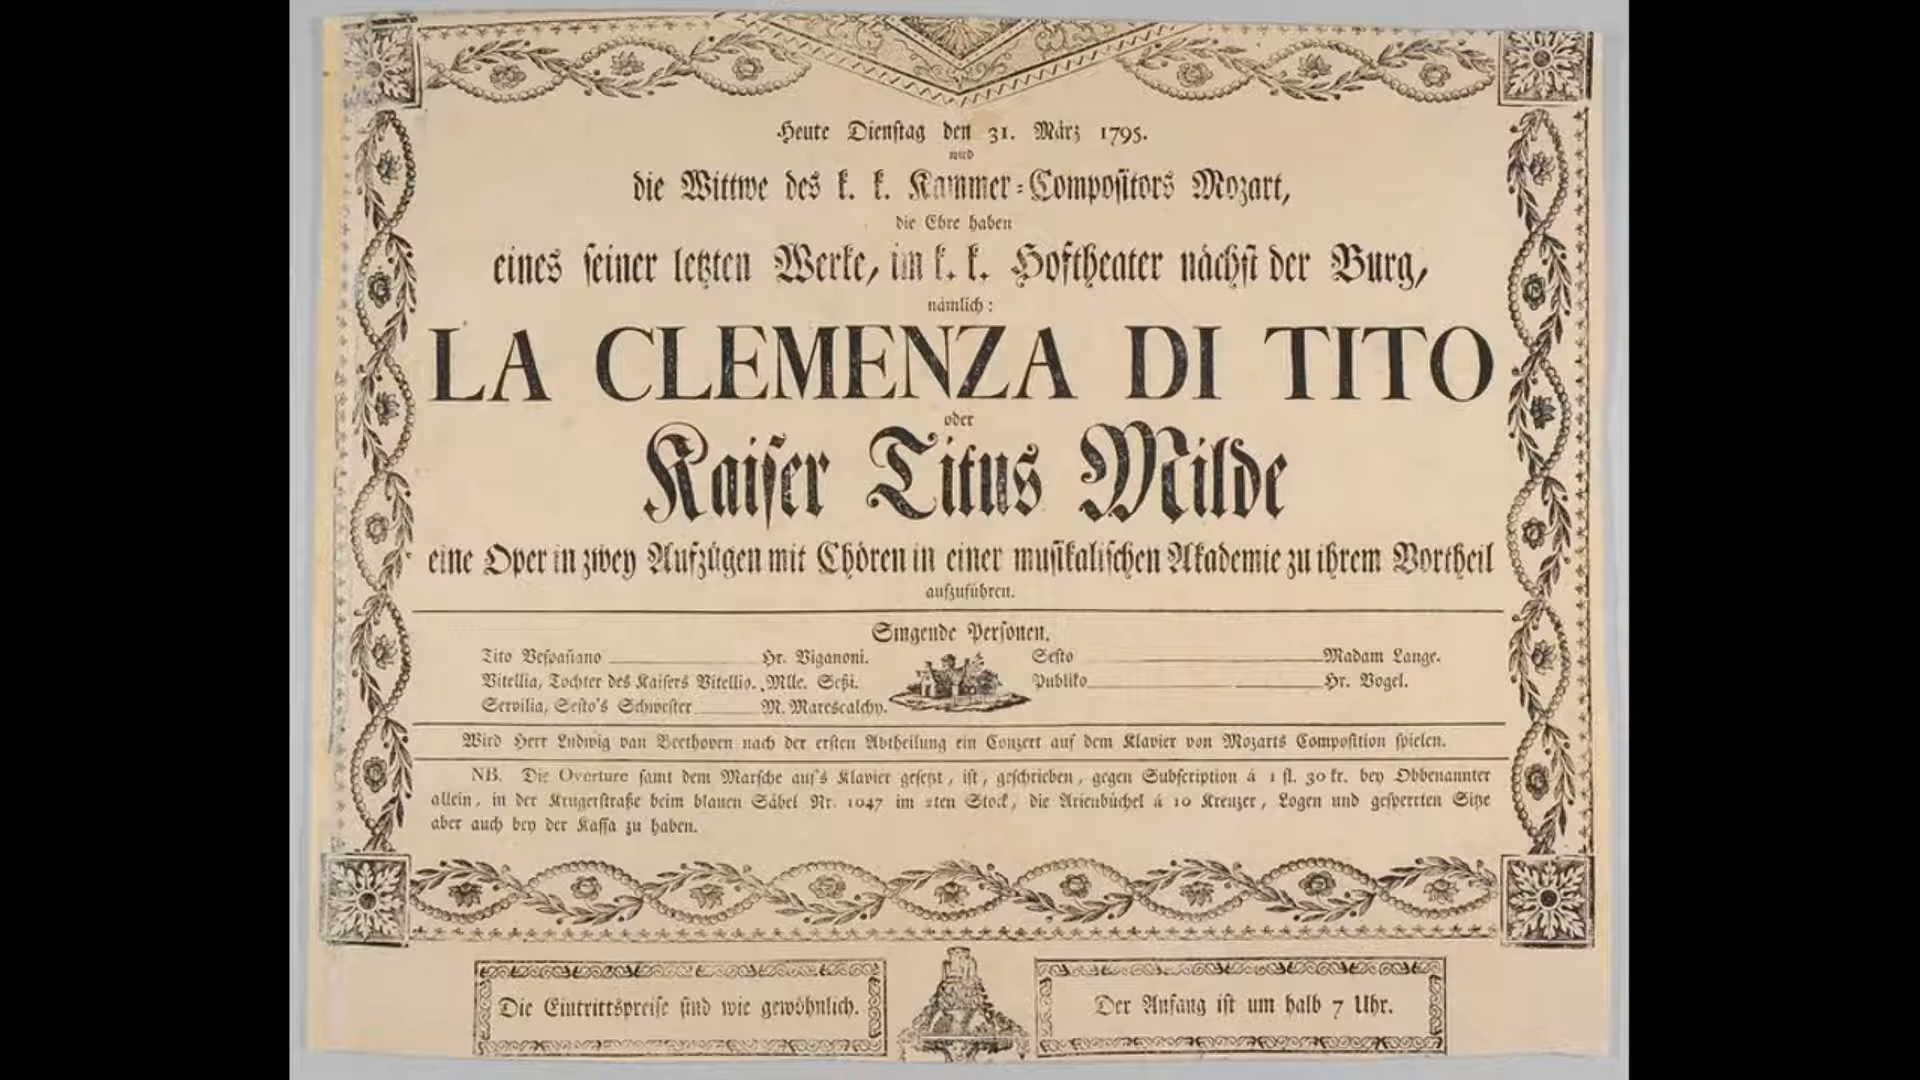 Heute Dienſtag den 31. März 1795.
wird
die Wittwe des k. k. Kammer-Compoſitors Mozart,
die Ehre haben
eines ſeiner letzten Werke, im k. k. Hoftheater nächſt der Burg,
nämlich:
LA CLEMENZA DI TITO
oder
Kaiſer Titus Milde
eine Oper in zwey Aufzügen mit Chören in einer muſikaliſchen Akademie zu ihrem Vortheil
aufzuführen.
Singende Perſonen.
Tito Veſpaſiano Hr. Viganoni.
Vitellia, Tochter des Kaiſers Vitellio. Mlle. Seßi.
Servilia, Seſto's Schweſter M. Marescalchy.
Seſto Madam Lange.
Publiko Hr. Vogel.
Wird Herr Ludwig van Beethoven nach der erſten Abtheilung ein Conzert auf dem Klavier von Mozarts Compoſition ſpielen.
NB. Die Overture ſamt dem Marſche auf's Klavier geſetzt, iſt, geſchrieben, gegen Subſcription á 1 fl. 30 kr. bey Obbenannter
allein, in der Krugerſtraße beim blauen Säbel Nr. 1047 im 2ten Stock, die Arienbüchel á 10 Kreuzer, Logen und geſperrten Sitze
aber auch bey der Kaſſa zu haben.
Die Eintrittspreiſe ſind wie gewöhnlich.
Der Anfang iſt um halb 7 Uhr.